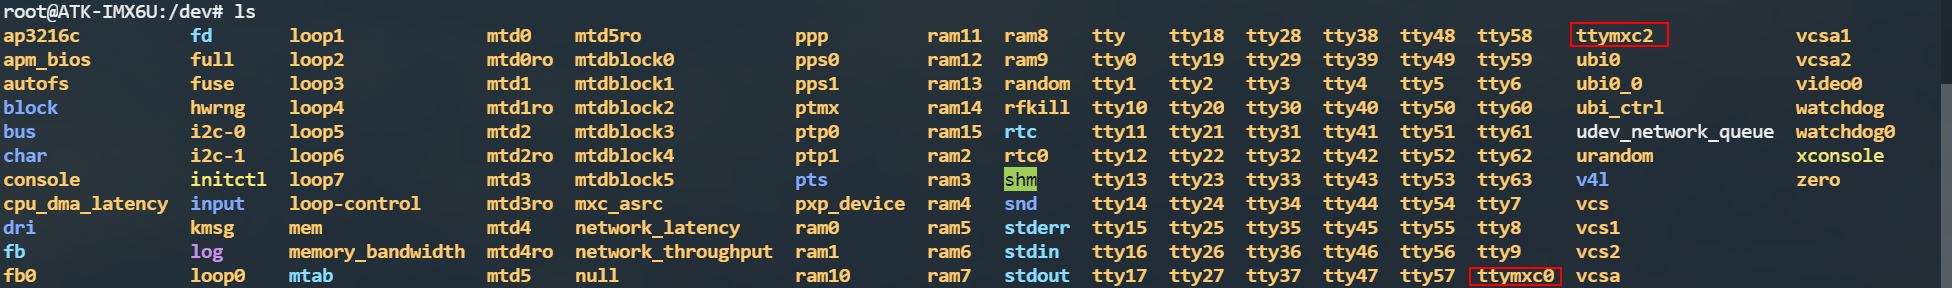 root@ATK-IMX6U:/dev# ls
ap3216c fd loop1 mtd0 mtd5ro ppp ram11 ram8 tty tty18 tty28 tty38 tty48 tty58 ttymxc2 vcsa1
apm_bios full loop2 mtd0ro mtdblock0 pps0 ram12 ram9 tty0 tty19 tty29 tty39 tty49 tty59 ubi0 vcsa2
autofs fuse loop3 mtd1 mtdblock1 pps1 ram13 random tty1 tty2 tty3 tty4 tty5 tty6 ubi0_0 video0
block hwrng loop4 mtd1ro mtdblock2 ptmx ram14 rfkill tty10 tty20 tty30 tty40 tty50 tty60 ubi_ctrl watchdog
bus i2c-0 loop5 mtd2 mtdblock3 ptp0 ram15 rtc tty11 tty21 tty31 tty41 tty51 tty61 udev_network_queue watchdog0
char i2c-1 loop6 mtd2ro mtdblock4 ptp1 ram2 rtc0 tty12 tty22 tty32 tty42 tty52 tty62 urandom xconsole
console initctl loop7 mtd3 mtdblock5 pts ram3 shm tty13 tty23 tty33 tty43 tty53 tty63 v4l zero
cpu_dma_latency input loop-control mtd3ro mxc_asrc pxp_device ram4 snd tty14 tty24 tty34 tty44 tty54 tty7 vcs
dri kmsg mem mtd4 network_latency ram0 ram5 stderr tty15 tty25 tty35 tty45 tty55 tty8 vcs1
fb log memory_bandwidth mtd4ro network_throughput ram1 ram6 stdin tty16 tty26 tty36 tty46 tty56 tty9 vcs2
fb0 loop0 mtab mtd5 null ram10 ram7 stdout tty17 tty27 tty37 tty47 tty57 ttymxc0 vcsa